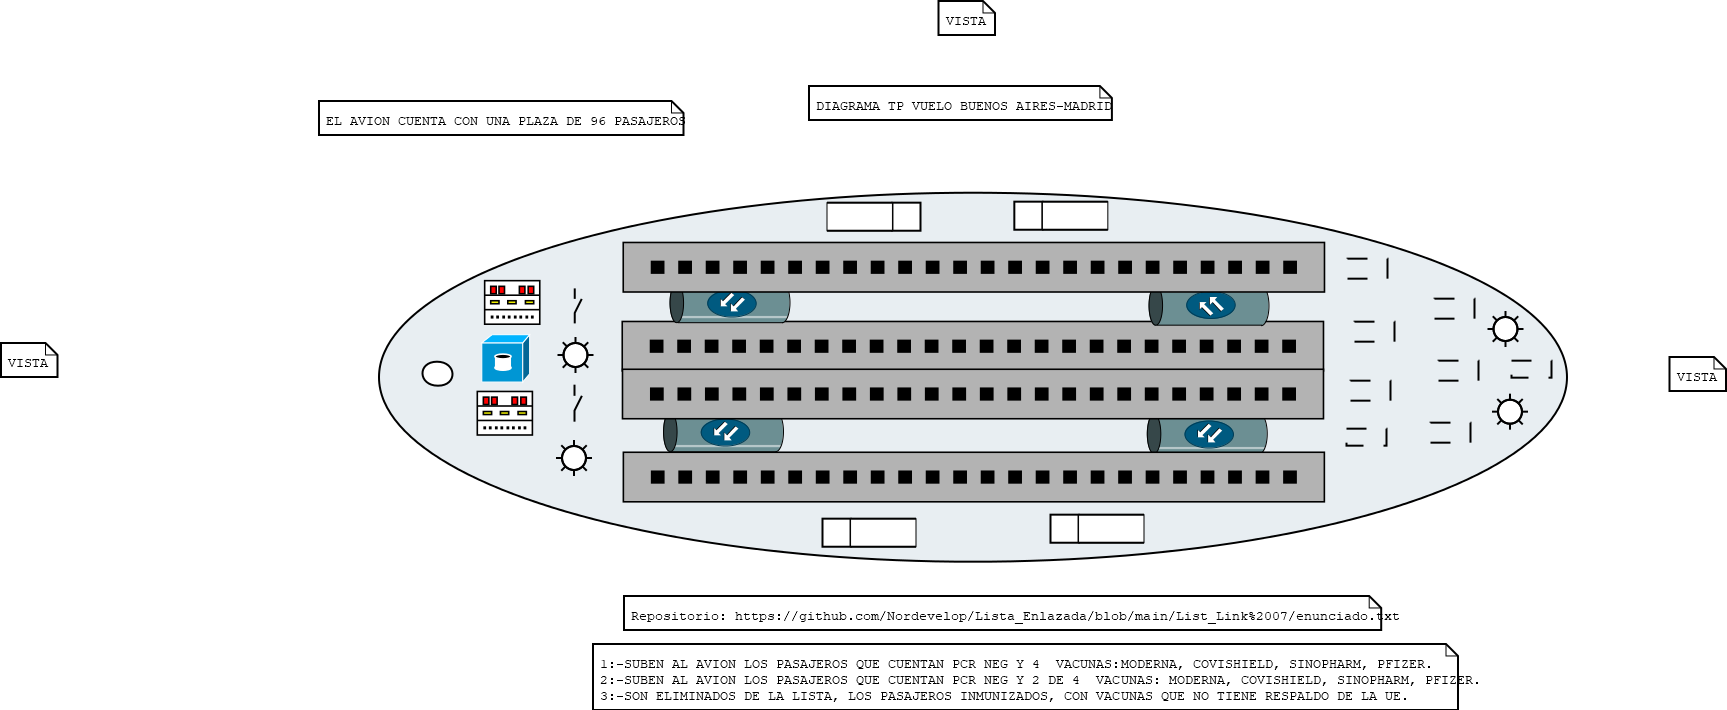 VISTA
DIAGRAMA TP VUELO BUENOS AIRES-MADRID
EL AVION CUENTA CON UNA PLAZA DE 96 PASAJEROS
VISTA
VISTA
Repositorio: https://github.com/Nordevelop/Lista_Enlazada/blob/main/List_Link%2007/enunciado.txt
1:-SUBEN AL AVION LOS PASAJEROS QUE CUENTAN PCR NEG Y 4  VACUNAS:MODERNA, COVISHIELD, SINOPHARM, PFIZER.
2:-SUBEN AL AVION LOS PASAJEROS QUE CUENTAN PCR NEG Y 2 DE 4  VACUNAS: MODERNA, COVISHIELD, SINOPHARM, PFIZER.
3:-SON ELIMINADOS DE LA LISTA, LOS PASAJEROS INMUNIZADOS, CON VACUNAS QUE NO TIENE RESPALDO DE LA UE.